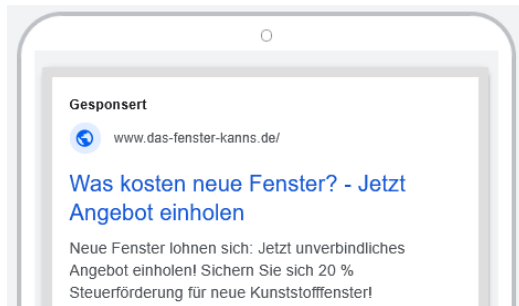 Gesponsert
www.das-fenster-kanns.de/
Was kosten neue Fenster? - Jetzt
Angebot einholen
Neue Fenster lohnen sich: Jetzt unverbindliches
Angebot einholen! Sichern Sie sich 20 %
Steuerförderung für neue Kunststofffenster!